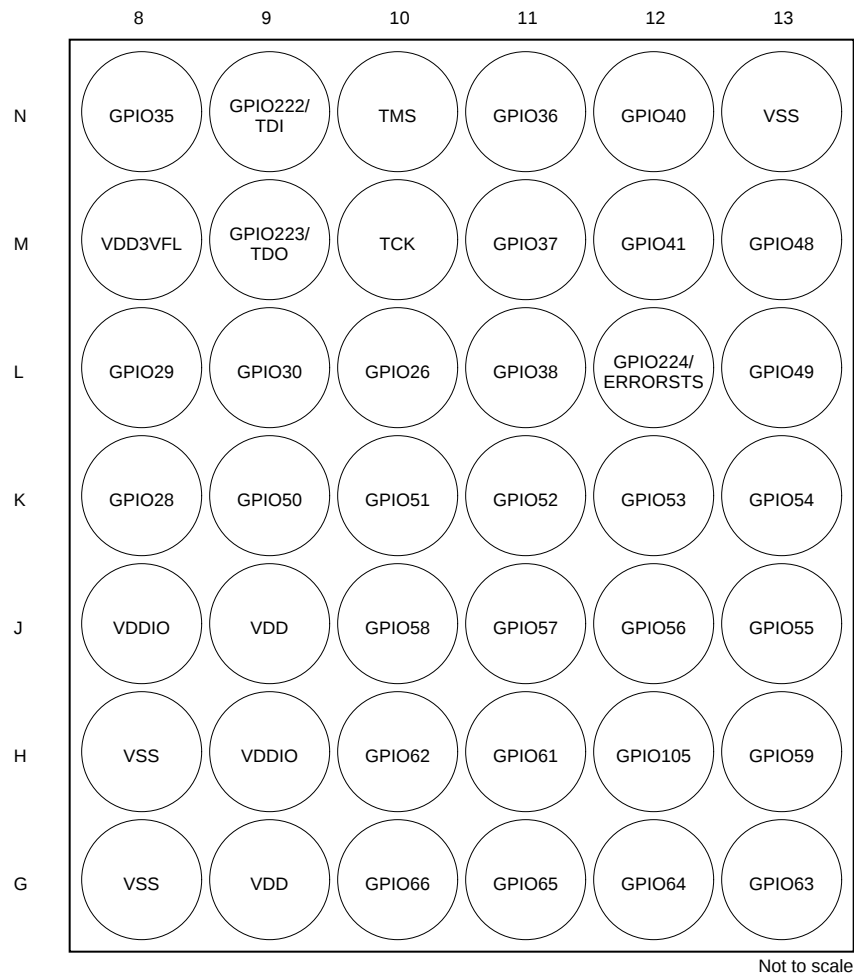 8 9 10 11 12 13
N GPIO35 GPIO222/ TMS GPIO36 GPIO40 VSS
TDI
M VDD3VFL GPIO223/ TCK GPIO37 GPIO41 GPIO48
TDO
L GPIO29 GPIO30 GPIO26 GPIO38 GPIO224/ GPIO49
ERRORSTS
K GPIO28 GPIO50 GPIO51 GPIO52 GPIO53 GPIO54
J VDDIO VDD GPIO58 GPIO57 GPIO56 GPIO55
H VSS VDDIO GPIO62 GPIO61 GPIO105 GPIO59
G VSS VDD GPIO66 GPIO65 GPIO64 GPIO63
Not to scale